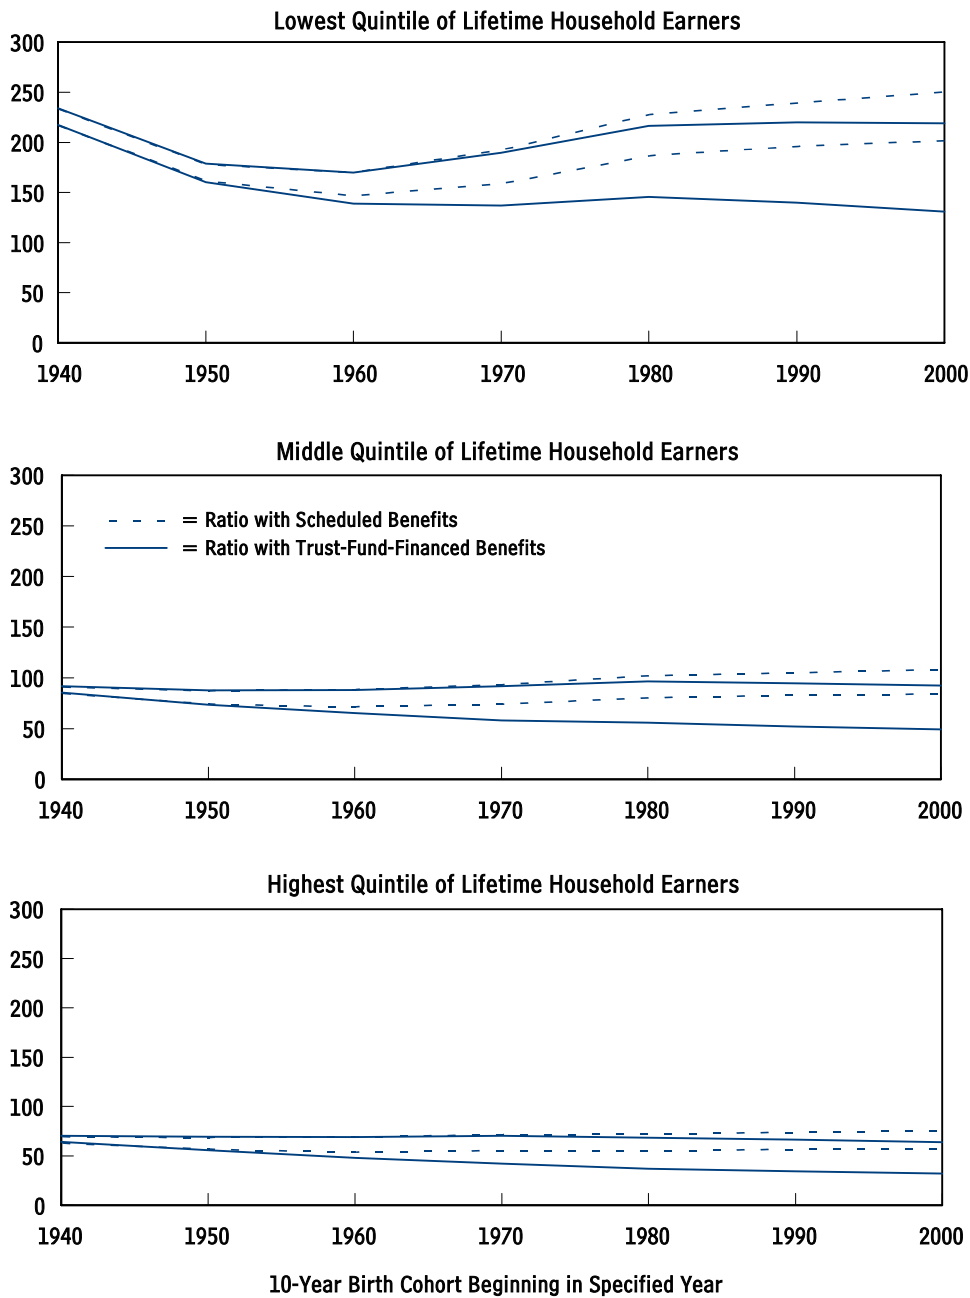 Lowest Quintile of Lifetime Household Earners
300
250
200
150
100
50
0
1940 1950 1960 1970 1980 1990 2000
Middle Quintile of Lifetime Household Earners
300
250
= Ratio with Scheduled Benefits
= Ratio with Trust-Fund-Financed Benefits
200
150
100
50
0
1940 1950 1960 1970 1980 1990 2000
Highest Quintile of Lifetime Household Earners
300
250
200
150
100
50
0
1940 1950 1960 1970 1980 1990 2000
10-Year Birth Cohort Beginning in Specified Year